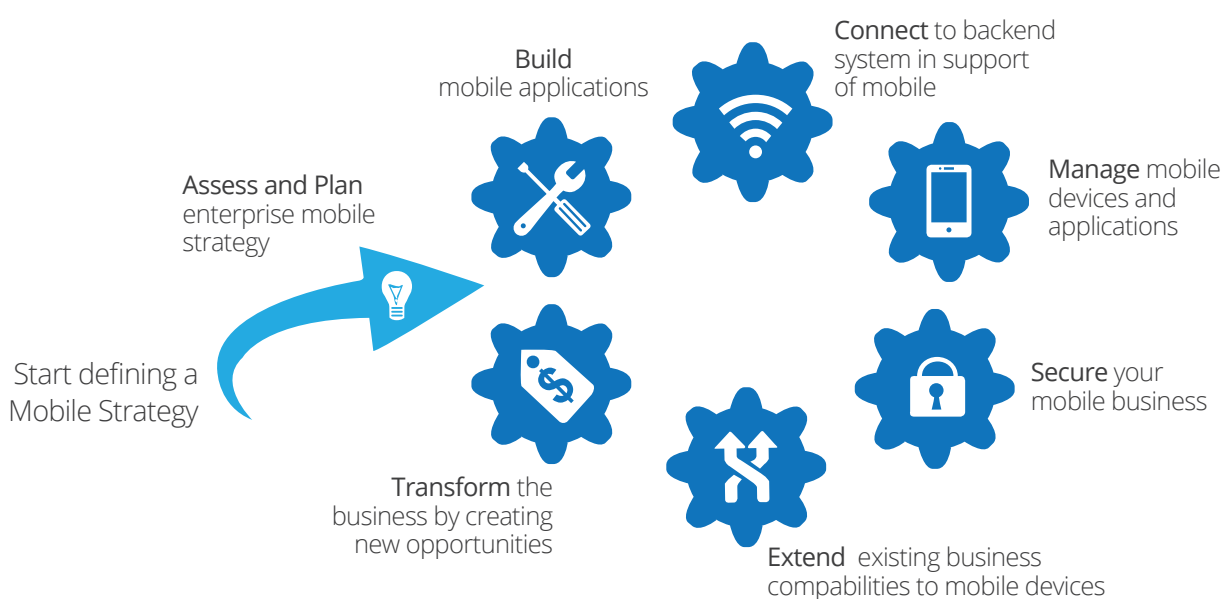 Start defining a
Mobile Strategy
Assess and Plan
enterprise mobile
strategy
Build
mobile applications
Connect to backend
system in support
of mobile
Manage mobile
devices and
applications
Secure your
mobile business
Extend existing business
compabilities to mobile devices
Transform the
business by creating
new opportunities